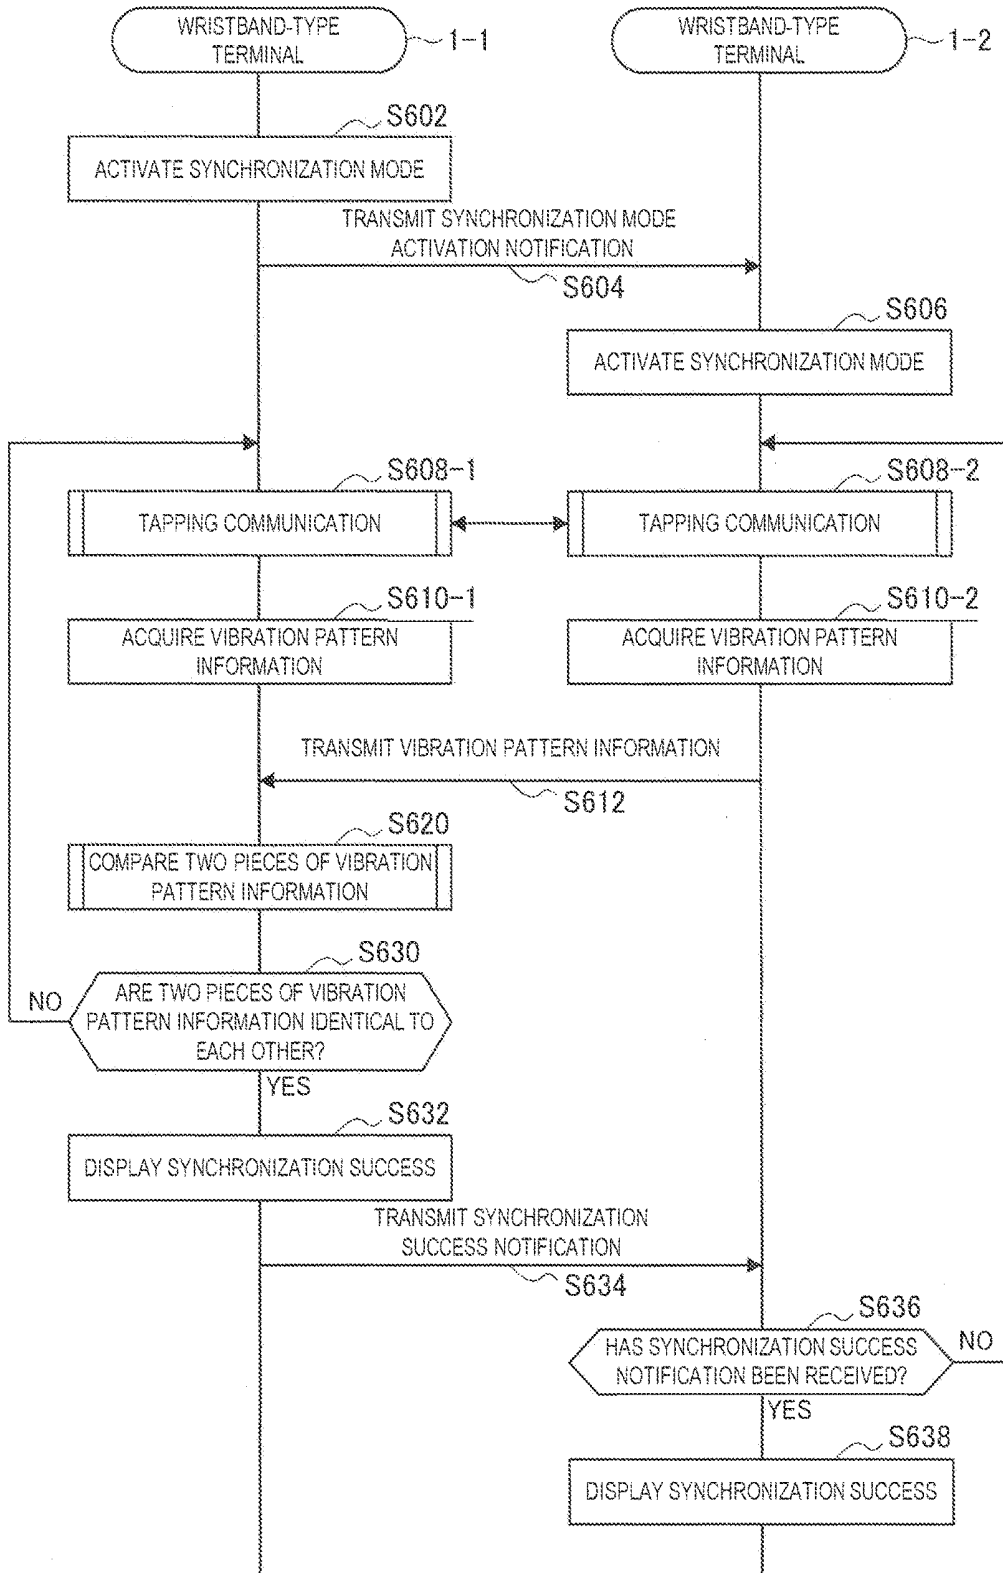 WRISTBAND-TYPE
TERMINAL
1-1
WRISTBAND-TYPE
TERMINAL
1-2
S602
ACTIVATE SYNCHRONIZATION MODE
TRANSMIT SYNCHRONIZATION MODE
ACTIVATION NOTIFICATION
S604
S606
ACTIVATE SYNCHRONIZATION MODE
S608-1
TAPPING COMMUNICATION
S608-2
TAPPING COMMUNICATION
S610-1
ACQUIRE VIBRATION PATTERN
INFORMATION
S610-2
ACQUIRE VIBRATION PATTERN
INFORMATION
TRANSMIT VIBRATION PATTERN INFORMATION
S612
S620
COMPARE TWO PIECES OF VIBRATION
PATTERN INFORMATION
S630
NO
ARE TWO PIECES OF VIBRATION
PATTERN INFORMATION IDENTICAL TO
EACH OTHER?
YES
S632
DISPLAY SYNCHRONIZATION SUCCESS
TRANSMIT SYNCHRONIZATION
SUCCESS NOTIFICATION
S634
S636
HAS SYNCHRONIZATION SUCCESS
NOTIFICATION BEEN RECEIVED?
NO
YES
S638
DISPLAY SYNCHRONIZATION SUCCESS